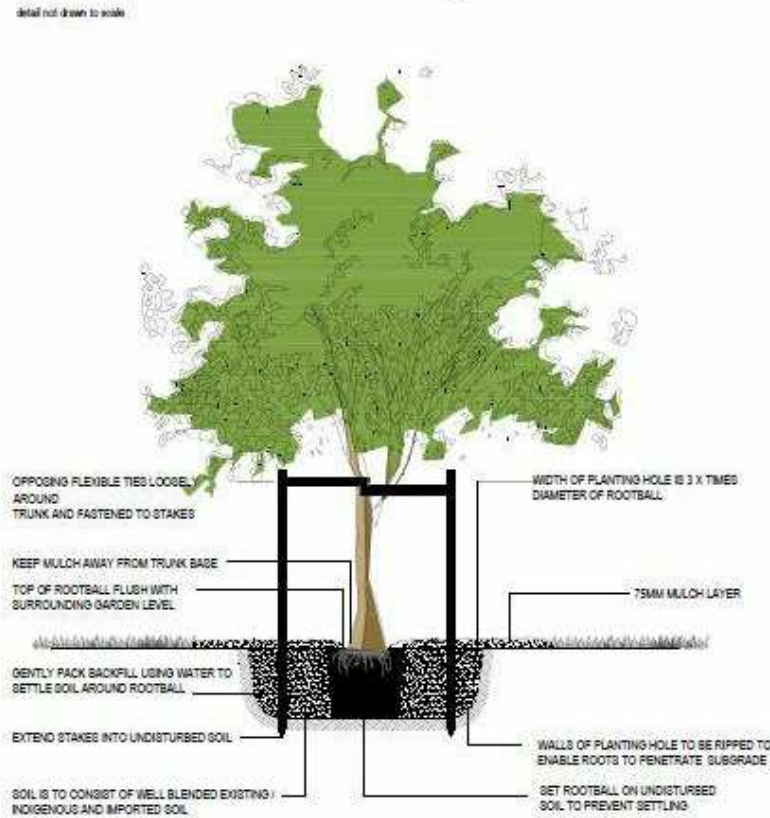 detail not drawn to scale
OPPOSING FLEXIBLE TIES LOOSELY
AROUND
TRUNK AND FASTENED TO STAKES
WIDTH OF PLANTING HOLE IS 3 X TIMES
DIAMETER OF ROOTBALL
KEEP MULCH AWAY FROM TRUNK BASE
TOP OF ROOTBALL FLUSH WITH
SURROUNDING GARDEN LEVEL
75MM MULCH LAYER
GENTLY PACK BACKFILL USING WATER TO
SETTLE SOIL AROUND ROOTBALL
EXTEND STAKES INTO UNDISTURBED SOIL
WALLS OF PLANTING HOLE TO BE RIPPED TO
ENABLE ROOTS TO PENETRATE SUBGRADE
SOIL IS TO CONSIST OF WELL BLENDED EXISTING /
INDIGENOUS AND IMPORTED SOIL
SET ROOTBALL ON UNDISTURBED
SOIL TO PREVENT SETTLING